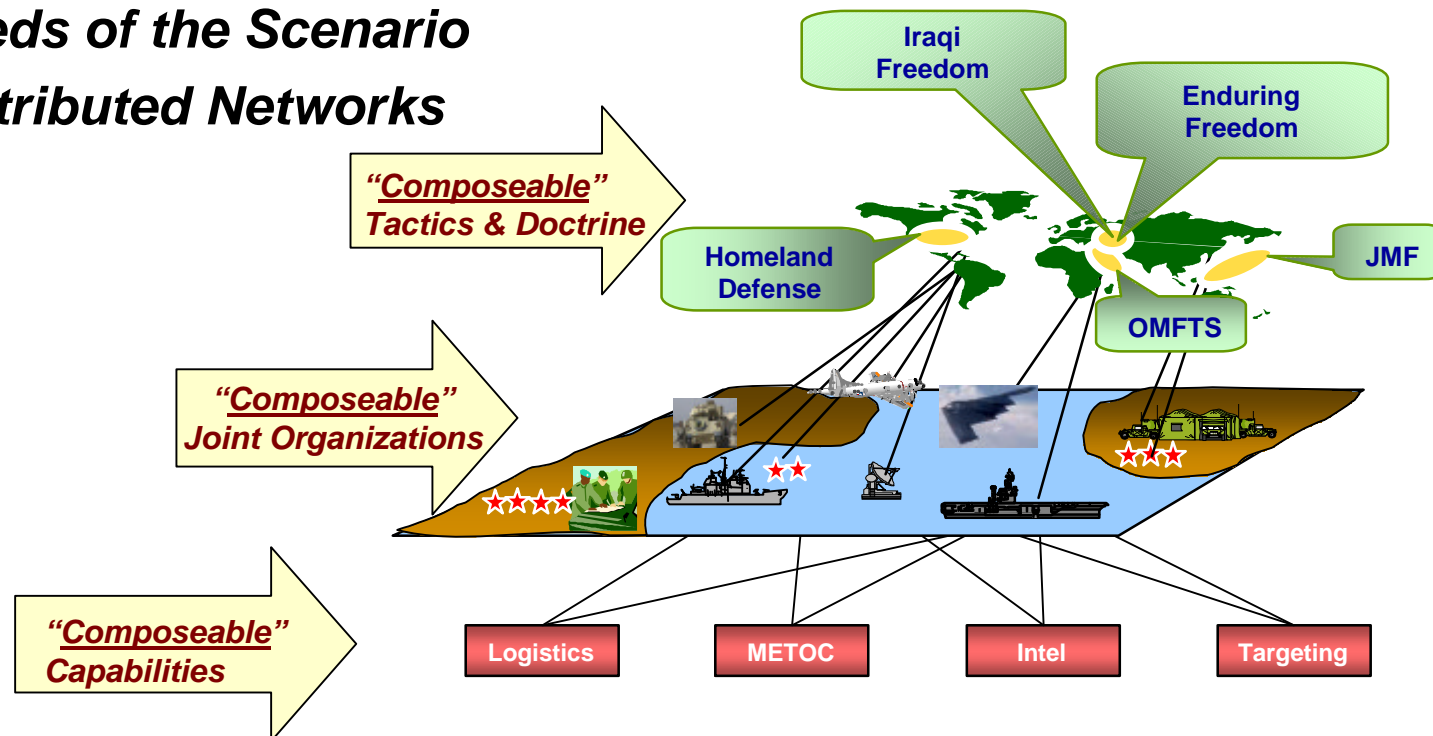 eds of the Scenario
tributed Networks
Iraqi
Freedom
Enduring
Freedom
“Composeable”
Tactics & Doctrine
Homeland
Defense
JMF
OMFTS
“Composeable”
Joint Organizations
“Composeable”
Capabilities
Logistics
METOC
Intel
Targeting